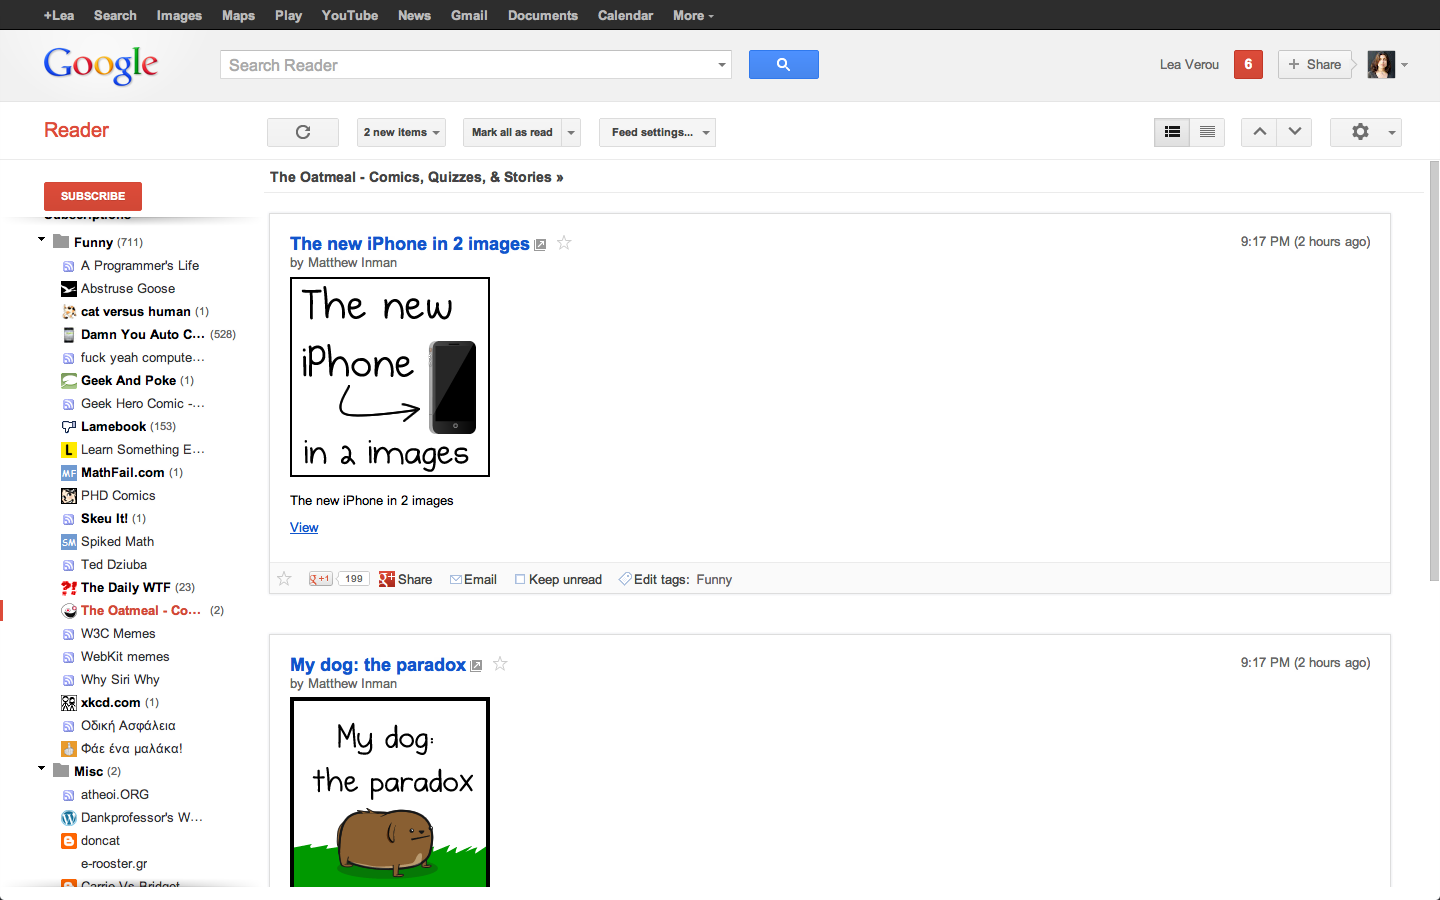 +Lea Search Images Maps Play YouTube News Gmail Documents Calendar More
Google
Search Reader
Lea Verou
6
+ Share
Reader
2 new items
Mark all as read
Feed settings...
SUBSCRIBE
Subscriptions
The Oatmeal - Comics, Quizzes, & Stories »
Funny (711)
A Programmer's Life
Abstruse Goose
cat versus human (1)
Damn You Auto C... (528)
fuck yeah compute...
Geek And Poke (1)
Geek Hero Comic -...
Lamebook (153)
L Learn Something E...
MF MathFail.com (1)
PHD Comics
Skeu It! (1)
SM Spiked Math
Ted Dziuba
?! The Daily WTF (23)
The Oatmeal - Co... (2)
W3C Memes
WebKit memes
Why Siri Why
xkcd.com (1)
Οδική Ασφάλεια
Φάε ένα μαλάκα!
Misc (2)
atheoi.ORG
Dankprofessor's W...
doncat
e-rooster.gr
Carrie Vs Bridget
The new iPhone in 2 images
9:17 PM (2 hours ago)
by Matthew Inman
The new
iPhone
in 2 images
The new iPhone in 2 images
View
g+1 199 g+ Share Email Keep unread Edit tags: Funny
My dog: the paradox
9:17 PM (2 hours ago)
by Matthew Inman
My dog:
the paradox